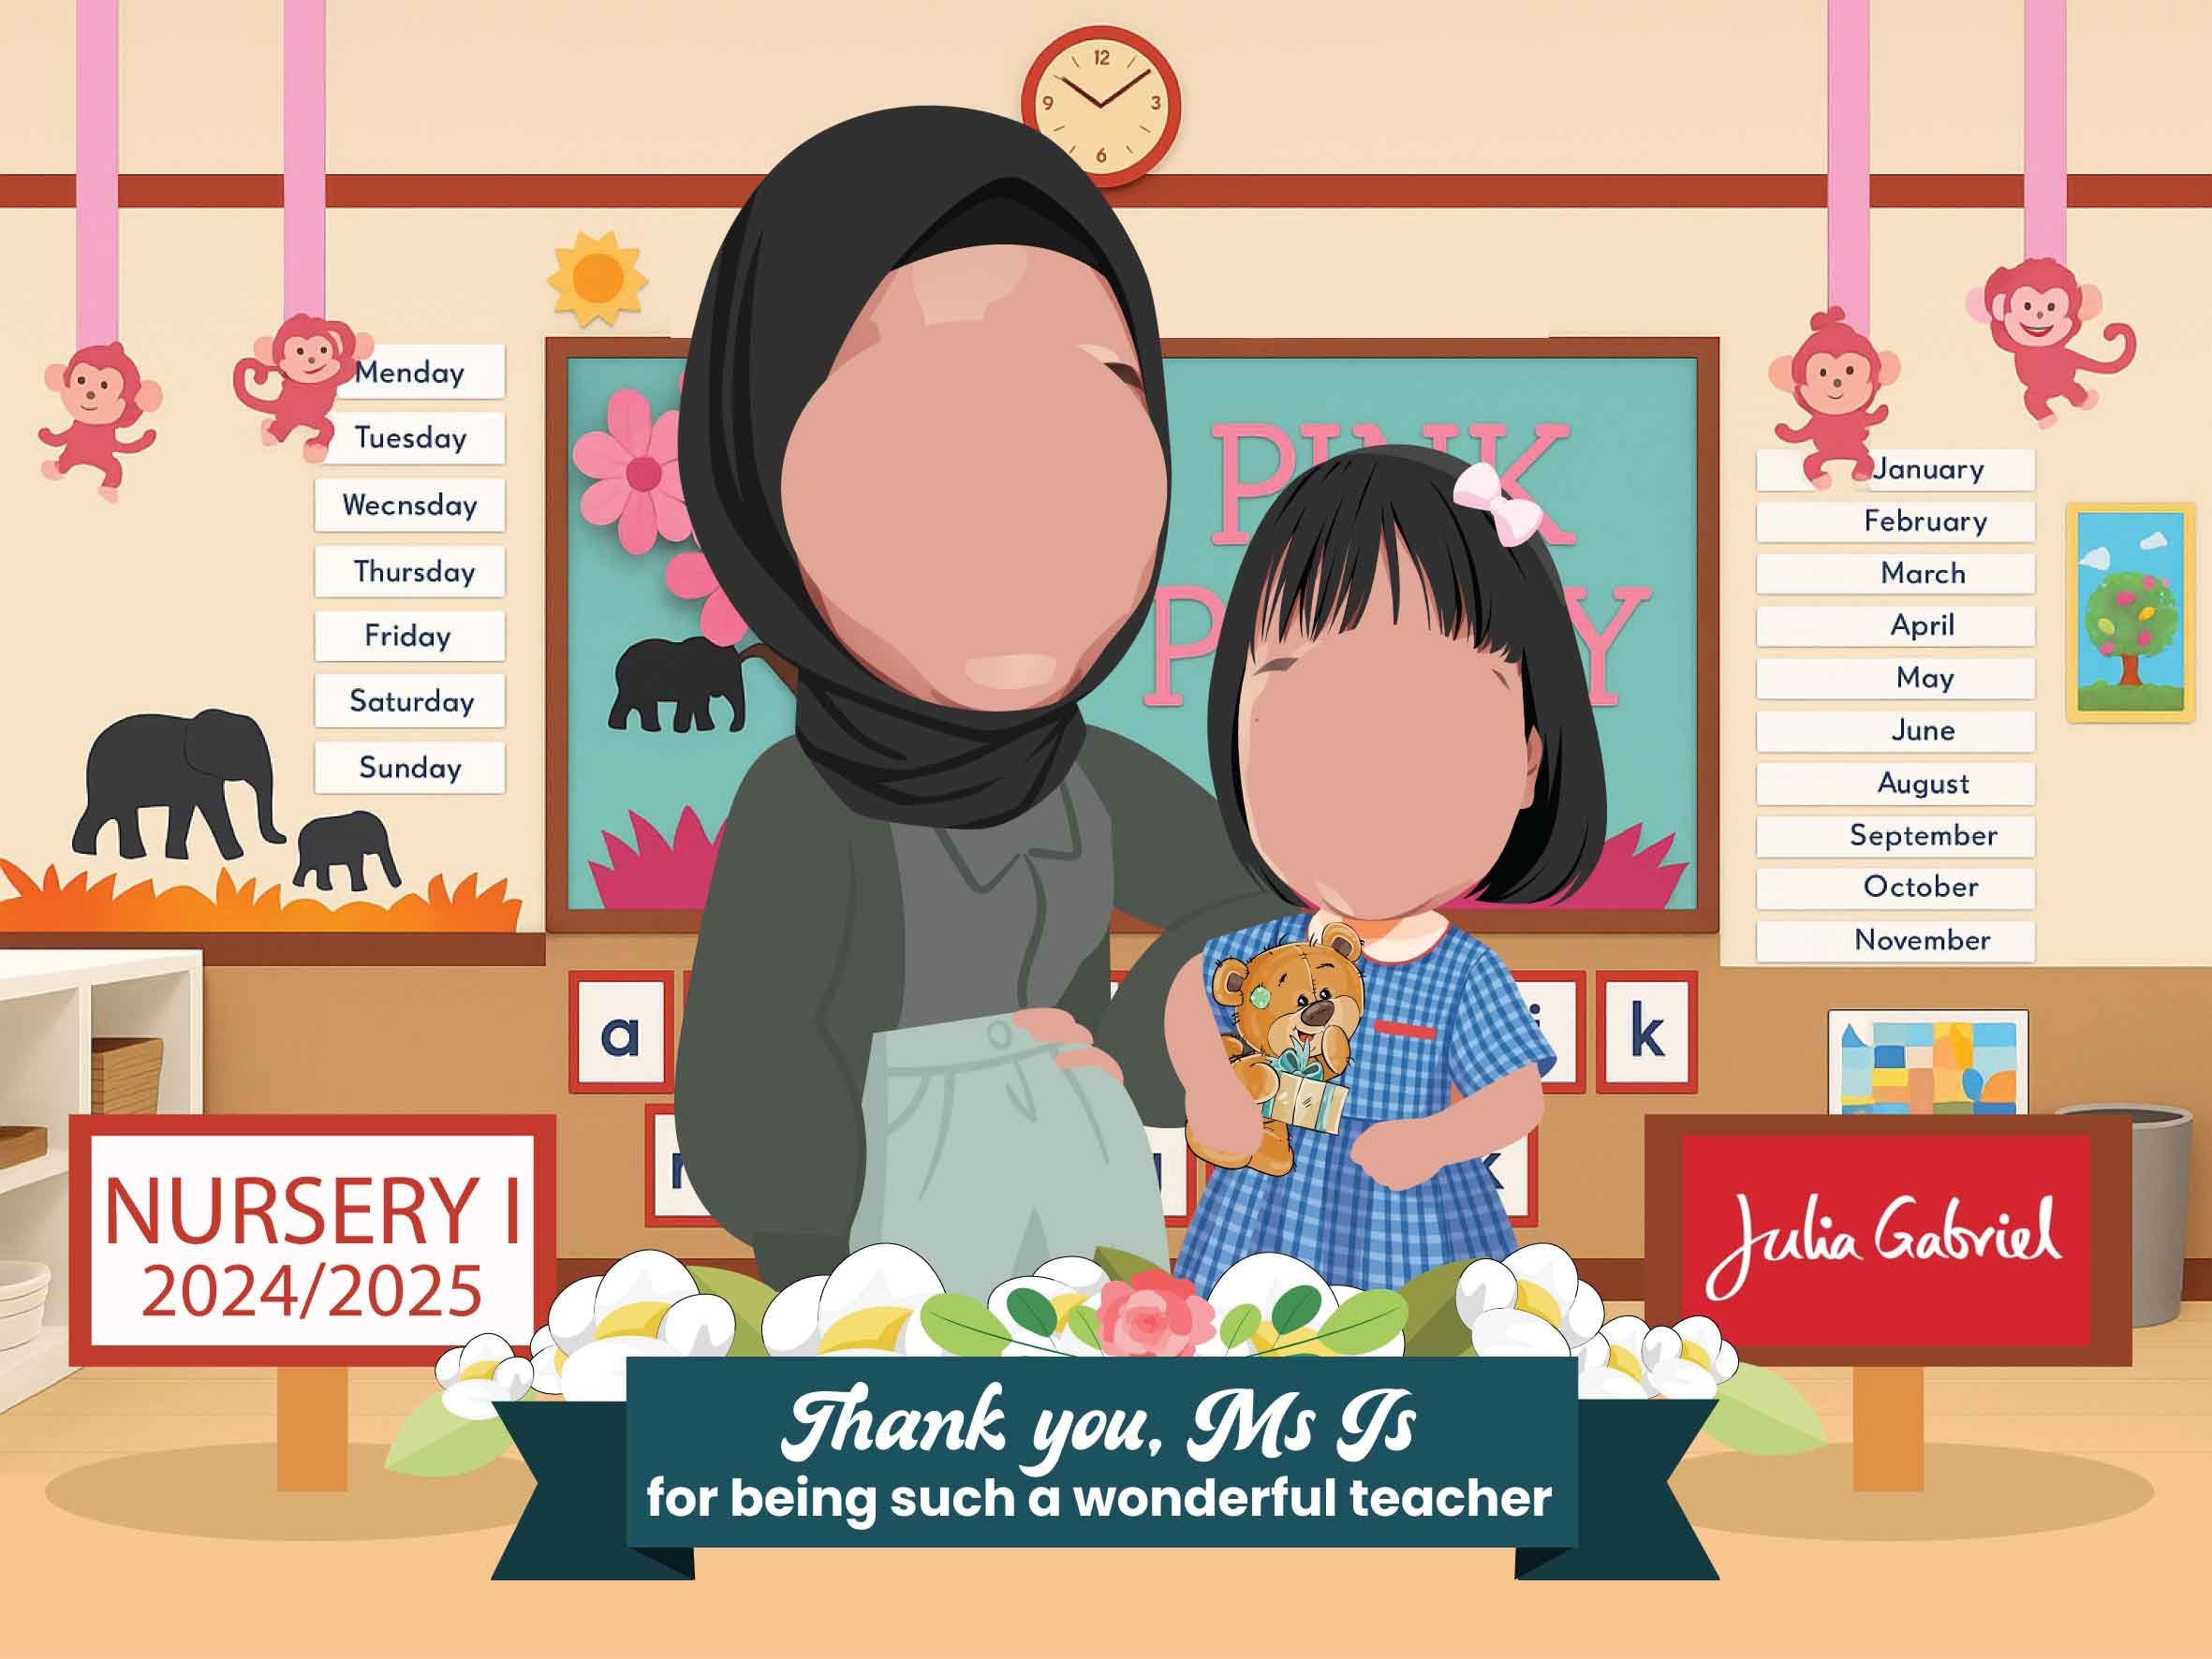 12
9
3
6
Menday
Tuesday
Wecnsday
Thursday
Friday
Saturday
Sunday
PINK
January
February
March
April
May
June
August
September
October
November
a
k
NURSERY I
2024/2025
Julia Gabriel
Thank you, Ms Is
for being such a wonderful teacher